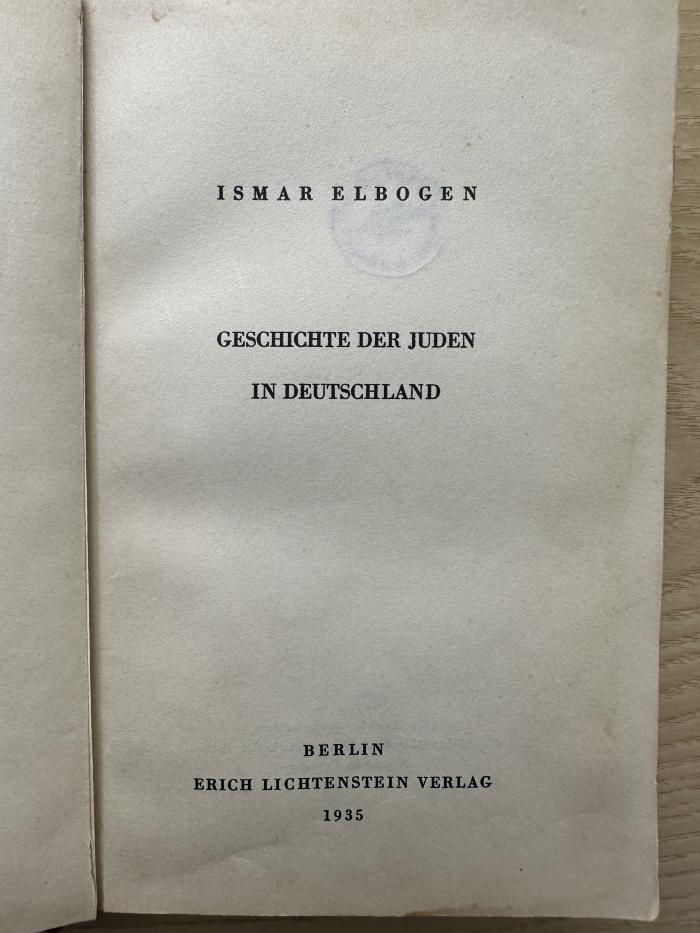 ISMAR ELBOGEN
GESCHICHTE DER JUDEN
IN DEUTSCHLAND
BERLIN
ERICH LICHTENSTEIN VERLAG
1935